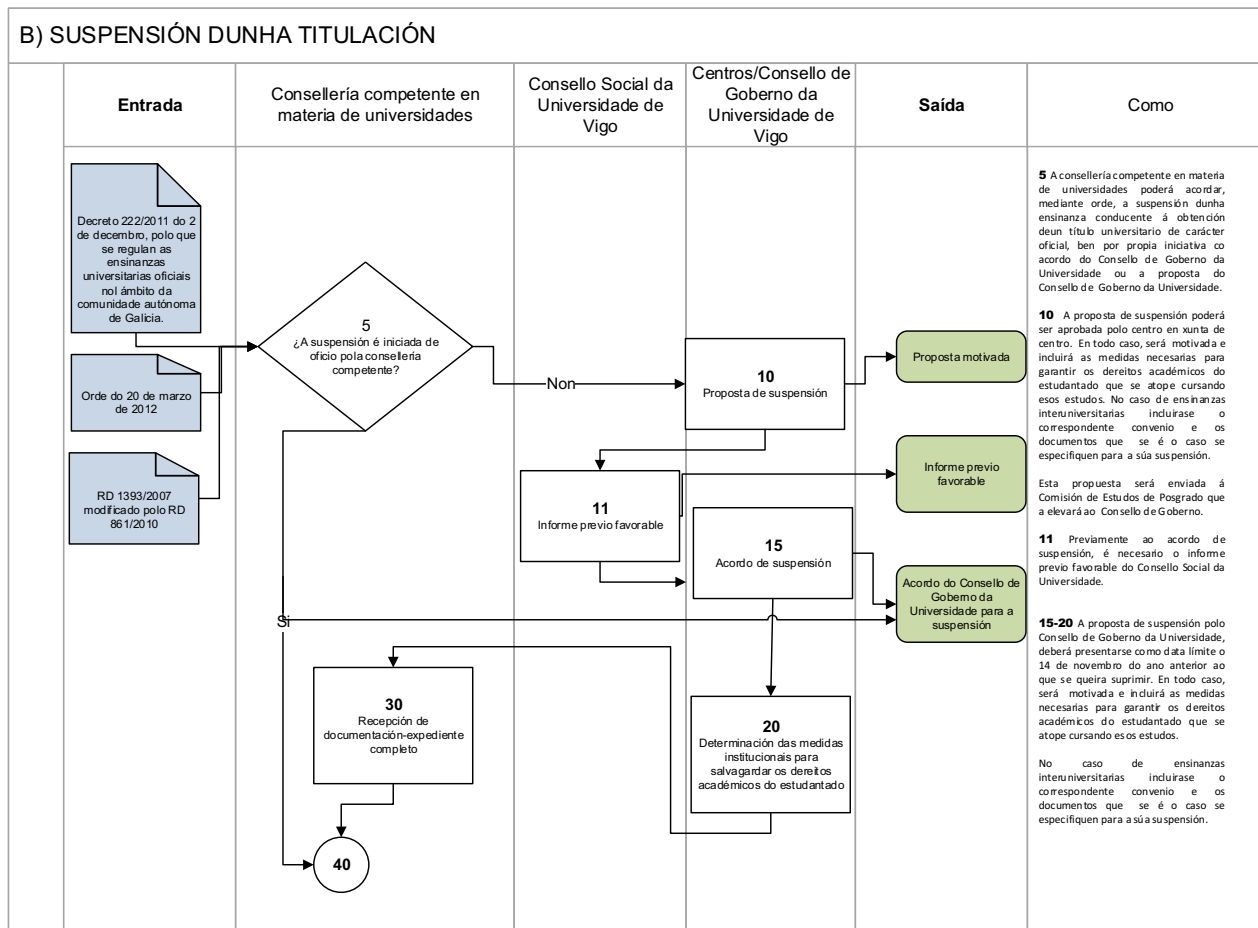 B) SUSPENSIÓN DUNHA TITULACIÓN
Entrada
Consellería competente en
materia de universidades
Consello Social da
Universidade de
Vigo
Centros/Consello de
Goberno da
Universidade de
Vigo
Saída
Como
Decreto 222/2011 do 2
de decembro, polo que
se regulan as
ensinanzas
universitarias oficiais
nol ámbito da
comunidade autónoma
de Galicia.
Orde do 20 de marzo
de 2012
RD 1393/2007
modificado polo RD
861/2010
5
¿A suspensión é iniciada de
oficio pola consellería
competente?
Non
Si
10
Proposta de suspensión
11
Informe previo favorable
15
Acordo de suspensión
20
Determinación das medidas
institucionais para
salvagardar os dereitos
académicos do estudantado
30
Recepción de
documentación-expediente
completo
40
Proposta motivada
Informe previo
favorable
Acordo do Consello de
Goberno da
Universidade para a
suspensión
5 A consellería competente en materia
de universidades poderá acordar,
mediante orde, a suspensión dunha
ensinanza conducente á obtención
deun título universitario de carácter
oficial, ben por propia iniciativa co
acordo do Consello de Goberno da
Universidade ou a proposta do
Consello de Goberno da Universidade.
10 A proposta de suspensión poderá
ser aprobada polo centro en xunta de
centro. En todo caso, será motivada e
incluirá as medidas necesarias para
garantir os dereitos académicos do
estudantado que se atope cursando
esos estudos. No caso de ensinanzas
interuniversitarias incluirase o
correspondente convenio e os
documentos que se é o caso se
especifiquen para a súa suspensión.
Esta propuesta será enviada á
Comisión de Estudos de Posgrado que
a elevará ao Consello de Goberno.
11 Previamente ao acordo de
suspensión, é necesario o informe
previo favorable do Consello Social da
Universidade.
15-20 A proposta de suspensión polo
Consello de Goberno da Universidade,
deberá presentarse como data límite o
14 de novembro do ano anterior ao
que se queira suprimir. En todo caso,
será motivada e incluirá as medidas
necesarias para garantir os dereitos
académicos do estudantado que se
atope cursando esos estudos.
No caso de ensinanzas
interuniversitarias incluirase o
correspondente convenio e os
documentos que se é o caso se
especifiquen para a súa suspensión.